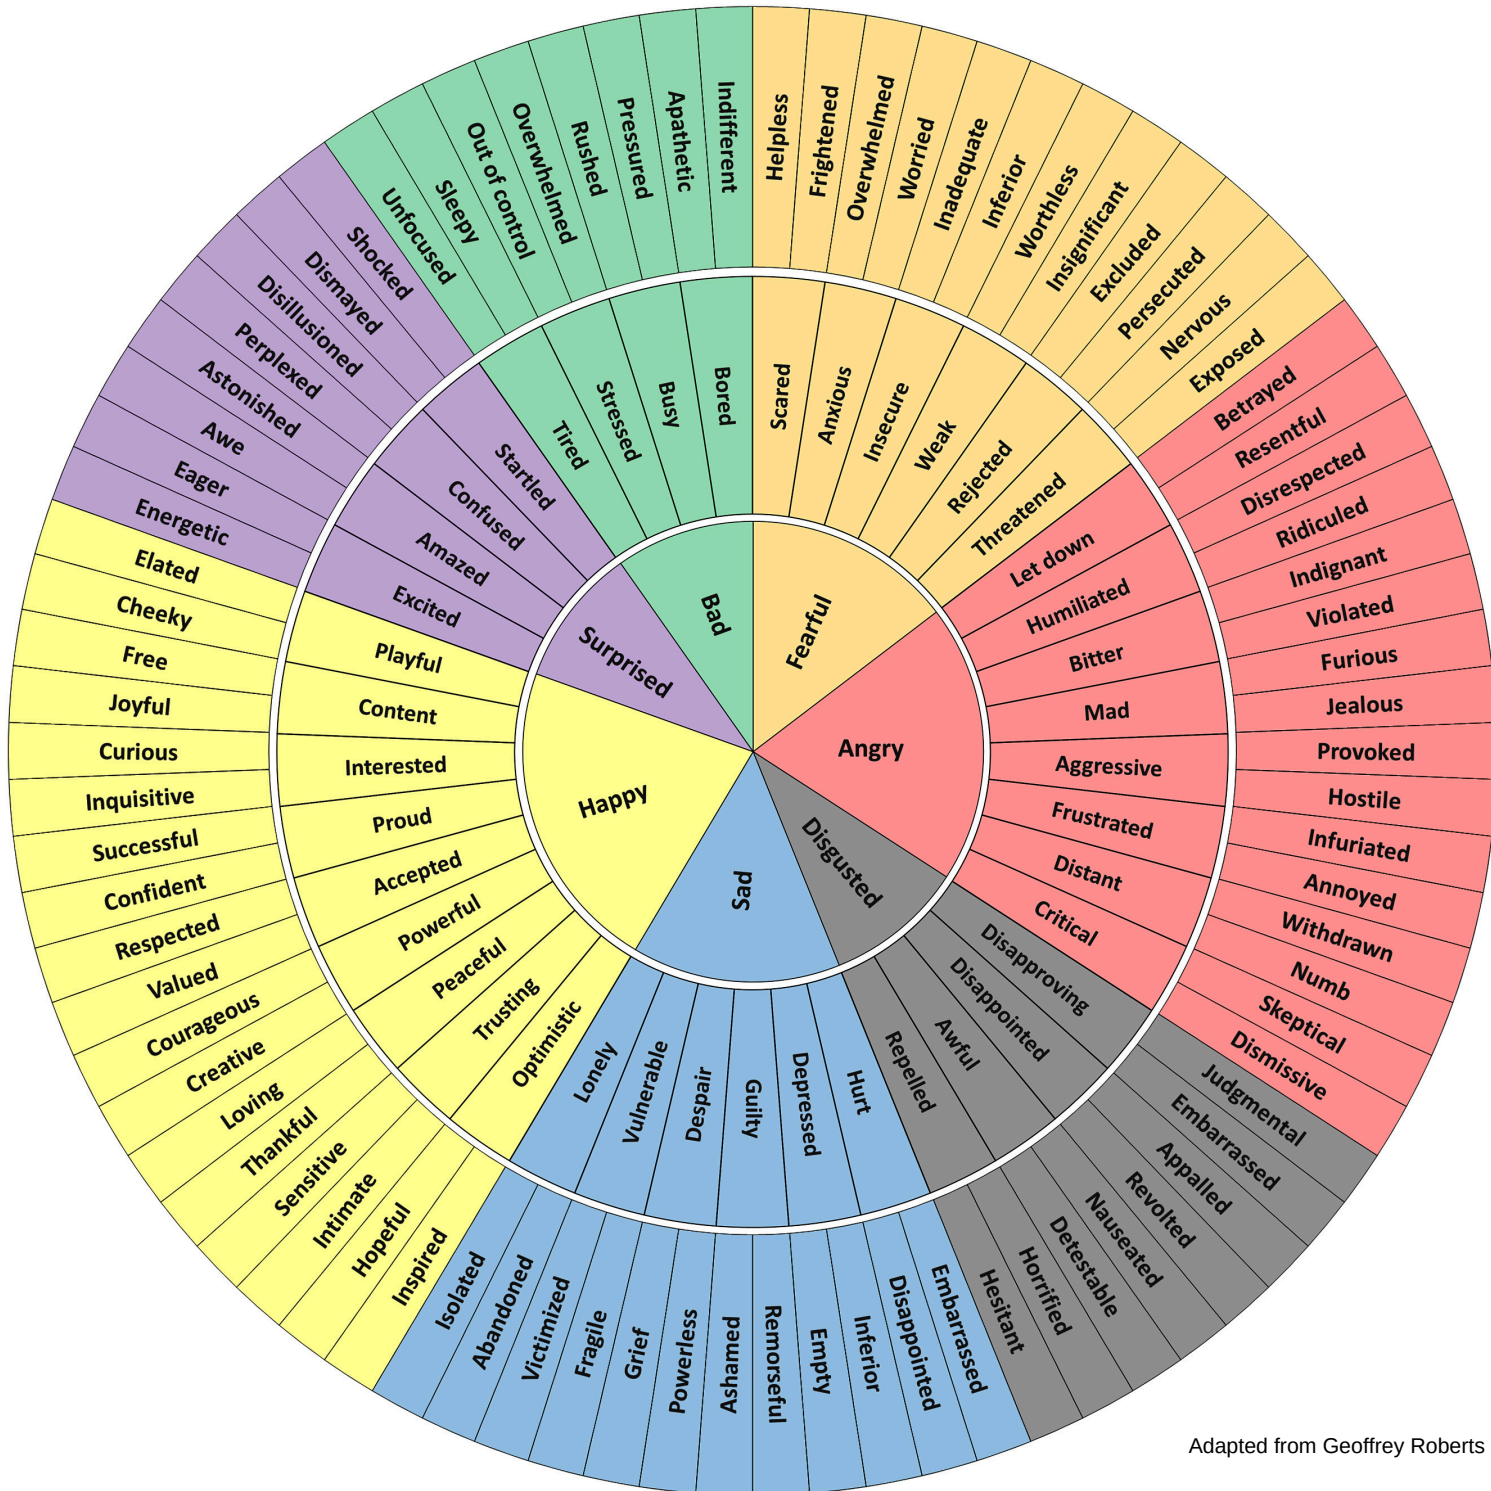 Fearful
Angry
Disgusted
Sad
Happy
Surprised
Bad
Scared
Anxious
Insecure
Weak
Rejected
Threatened
Let down
Humiliated
Bitter
Mad
Aggressive
Frustrated
Distant
Critical
Disapproving
Disappointed
Awful
Repelled
Hurt
Depressed
Guilty
Despair
Vulnerable
Lonely
Optimistic
Trusting
Peaceful
Powerful
Accepted
Proud
Interested
Content
Playful
Excited
Amazed
Confused
Startled
Tired
Stressed
Busy
Bored
Helpless
Frightened
Overwhelmed
Worried
Inadequate
Inferior
Worthless
Insignificant
Excluded
Persecuted
Nervous
Exposed
Betrayed
Resentful
Disrespected
Ridiculed
Indignant
Violated
Furious
Jealous
Provoked
Hostile
Infuriated
Annoyed
Withdrawn
Numb
Skeptical
Dismissive
Judgmental
Embarrassed
Appalled
Revolted
Nauseated
Detestable
Horrified
Hesitant
Embarrassed
Disappointed
Inferior
Empty
Remorseful
Ashamed
Powerless
Grief
Fragile
Victimized
Abandoned
Isolated
Inspired
Hopeful
Intimate
Sensitive
Thankful
Loving
Creative
Courageous
Valued
Respected
Confident
Successful
Inquisitive
Curious
Joyful
Free
Cheeky
Elated
Energetic
Eager
Awe
Astonished
Perplexed
Disillusioned
Dismayed
Shocked
Unfocused
Sleepy
Out of control
Overwhelmed
Rushed
Pressured
Apathetic
Indifferent
Adapted from Geoffrey Roberts